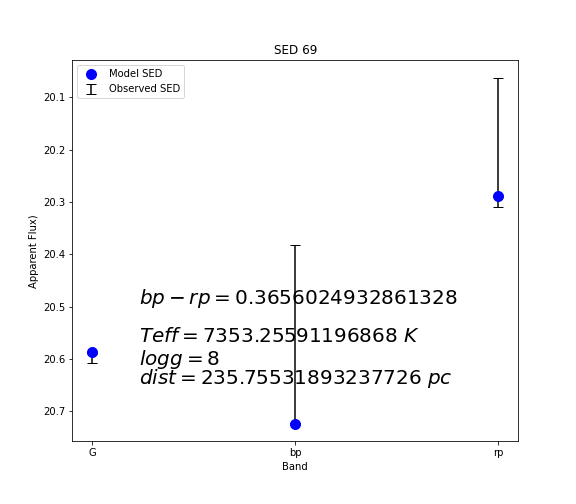 SED 69
Model SED
Observed SED
20.1
20.2
20.3
20.4
20.5
20.6
20.7
Apparent Flux)
bp − rp = 0.3656024932861328
Teff = 7353.25591196868 K
logg = 8
dist = 235.75531893237726 pc
G
bp
rp
Band